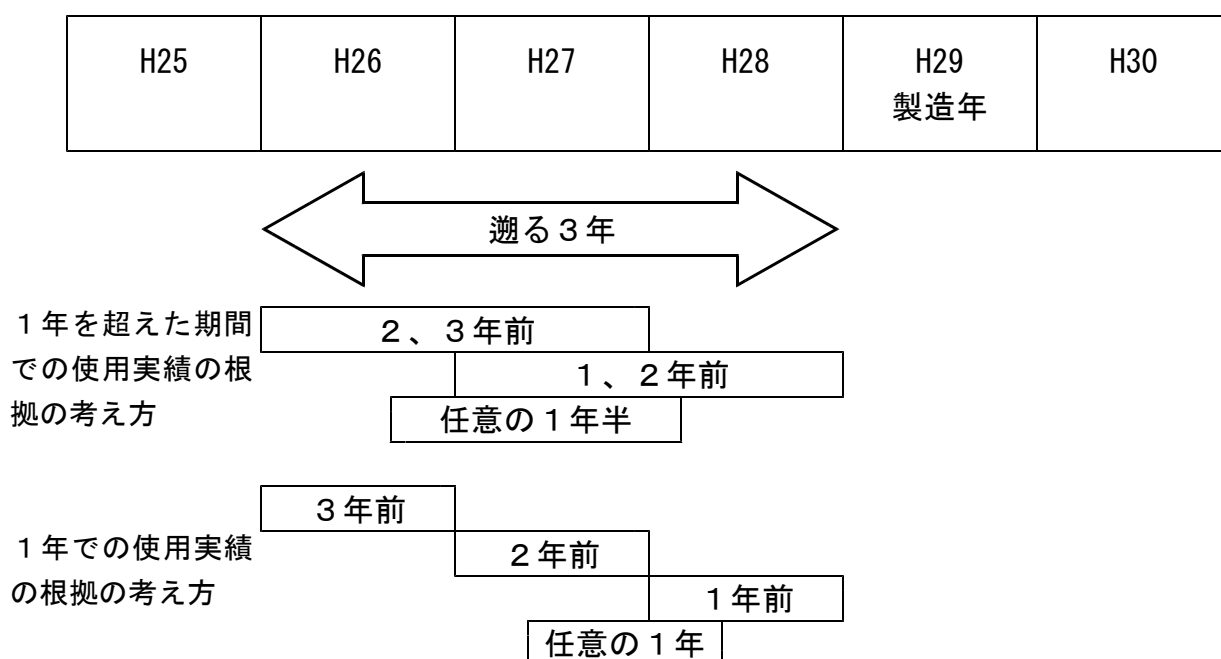 H25 H26 H27 H28 H29 H30
製造年
遡る3年
1年を超えた期間
での使用実績の根
拠の考え方
2、3年前
1、2年前
任意の1年半
3年前
1年での使用実績
の根拠の考え方
2年前
1年前
任意の1年